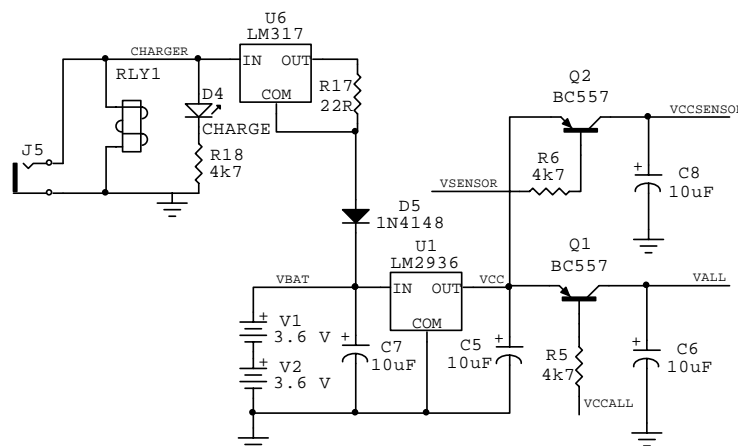 U6
LM317
CHARGER
IN OUT
COM
RLY1
D4
CHARGE
R17
22R
J5
R18
4k7
Q2
BC557
VCCSENSOR
R6
4k7
VSENSOR
C8
10uF
D5
1N4148
U1
LM2936
Q1
BC557
VBAT
IN OUT
COM
VCC
VALL
V1
3.6 V
V2
3.6 V
C7
10uF
C5
10uF
R5
4k7
C6
10uF
VCCALL